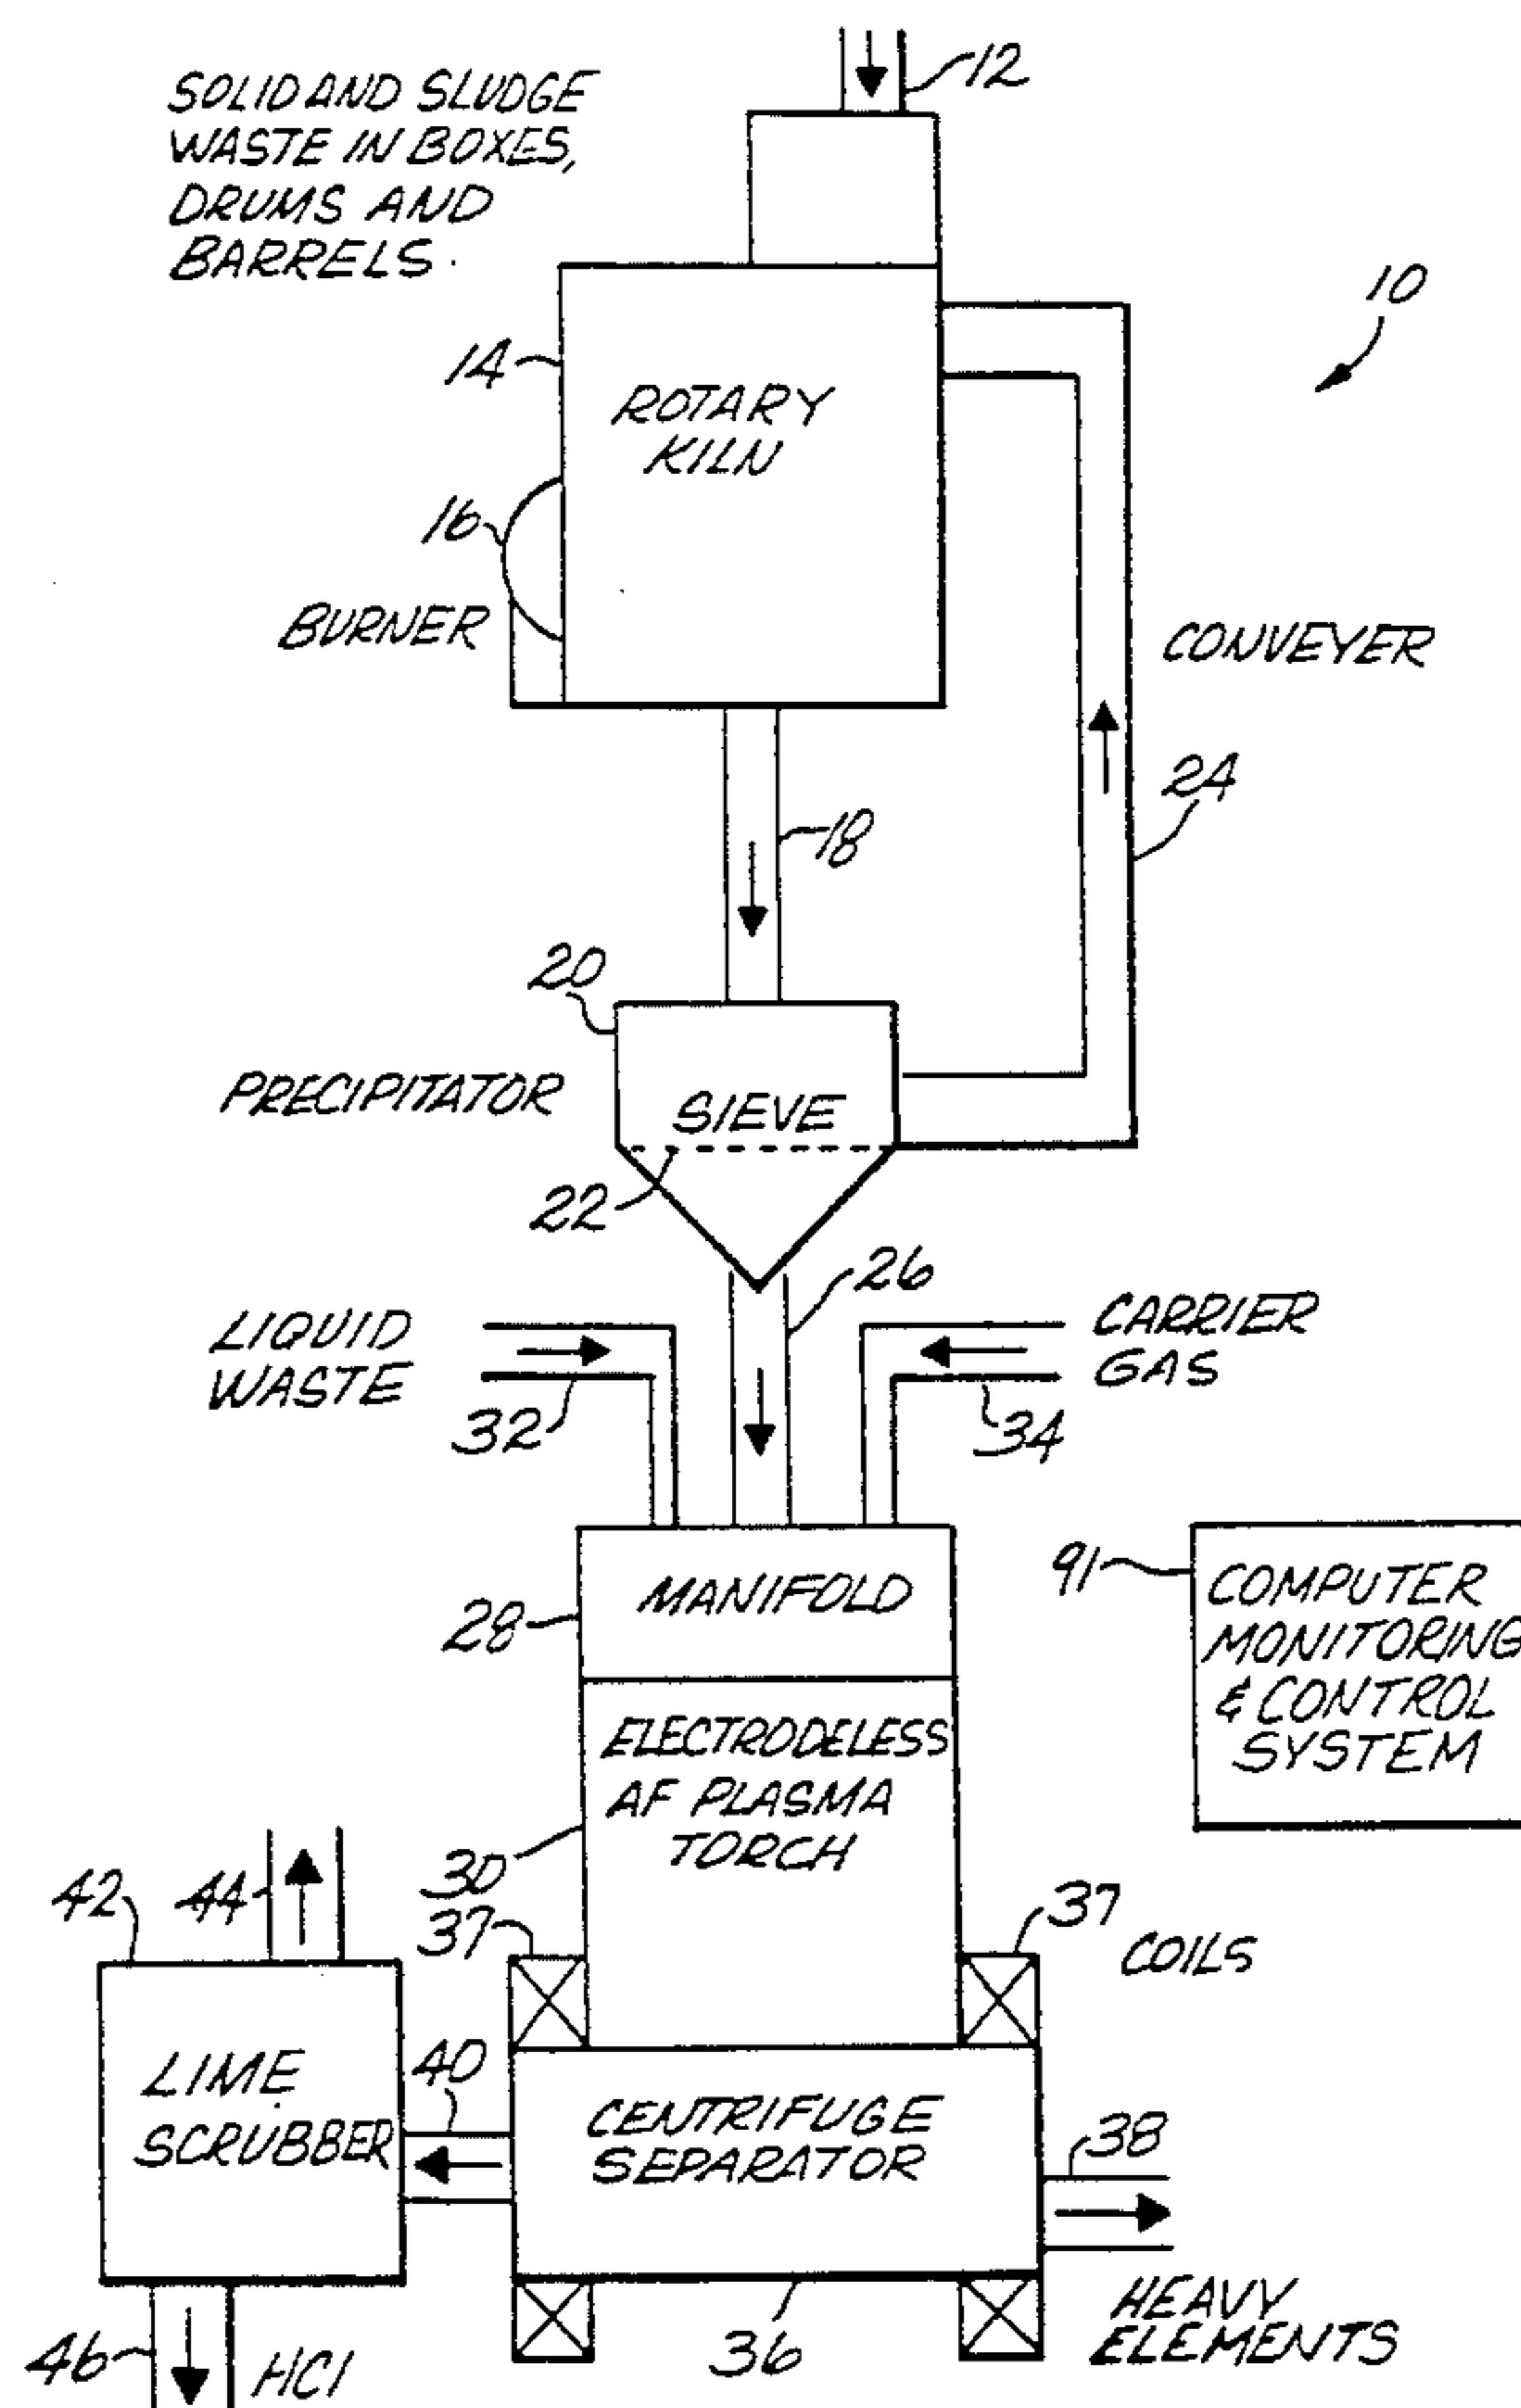 12
SOLID AND SLUDGE
WASTE IN BOXES,
DRUMS AND
BARRELS.
10
14
ROTARY
KILN
16
BURNER
CONVEYER
24
18
20
PRECIPITATOR
SIEVE
22
26
LIQUID
WASTE
CARRIER
GAS
32
34
MANIFOLD
28
91
COMPUTER
MONITORING
& CONTROL
SYSTEM
ELECTRODELESS
AF PLASMA
TORCH
30
42
44
37
37
COILS
LIME
SCRUBBER
40
CENTRIFUGE
SEPARATOR
38
HEAVY
ELEMENTS
36
46
HCl